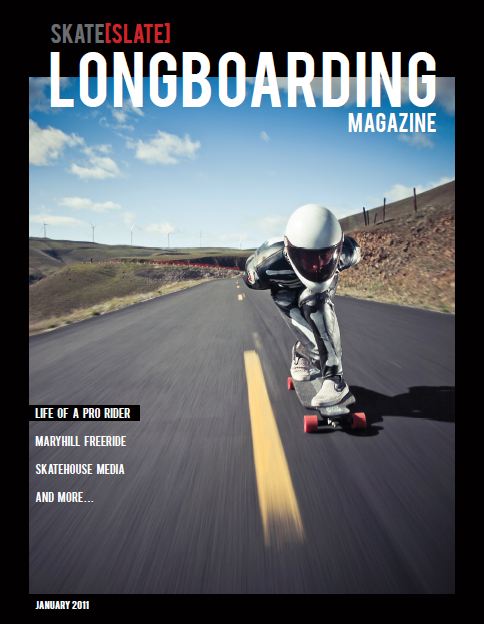 SKATE[SLATE]
LONGBOARDING
MAGAZINE
LIFE OF A PRO RIDER
MARYHILL FREERIDE
SKATEHOUSE MEDIA
AND MORE...
JANUARY 2011